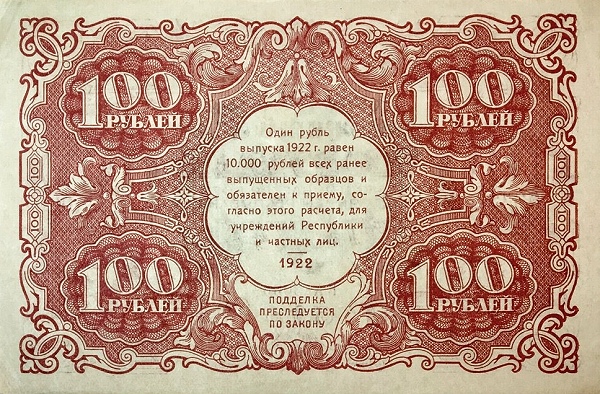 100 100
РУБЛЕЙ РУБЛЕЙ
Один рубль
выпуска 1922 г. равен
10.000 рублей всех ранее
выпущенных образцов и
обязателен к приему, со-
гласно этого расчета, для
учреждений Республики
и частных лиц.
1922
100 100
РУБЛЕЙ РУБЛЕЙ
ПОДДЕЛКА
ПРЕСЛЕДУЕТСЯ
ПО ЗАКОНУ